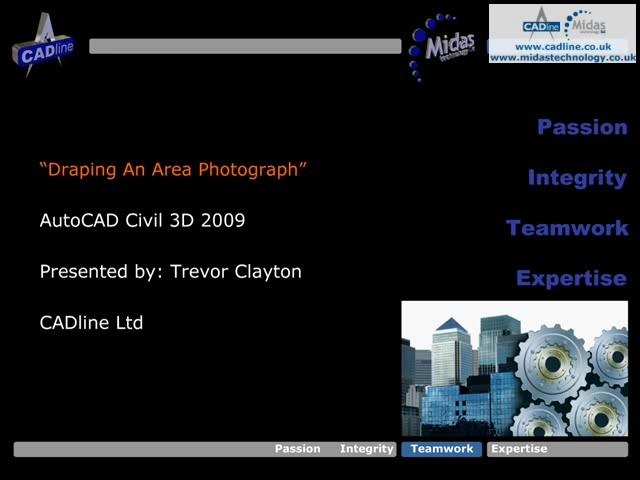 CADline
Midas
technology
CADline Midas
technology
www.cadline.co.uk
www.midastechnology.co.uk
Passion
“Draping An Area Photograph”
Integrity
AutoCAD Civil 3D 2009
Teamwork
Presented by: Trevor Clayton
Expertise
CADline Ltd
Passion Integrity Teamwork Expertise